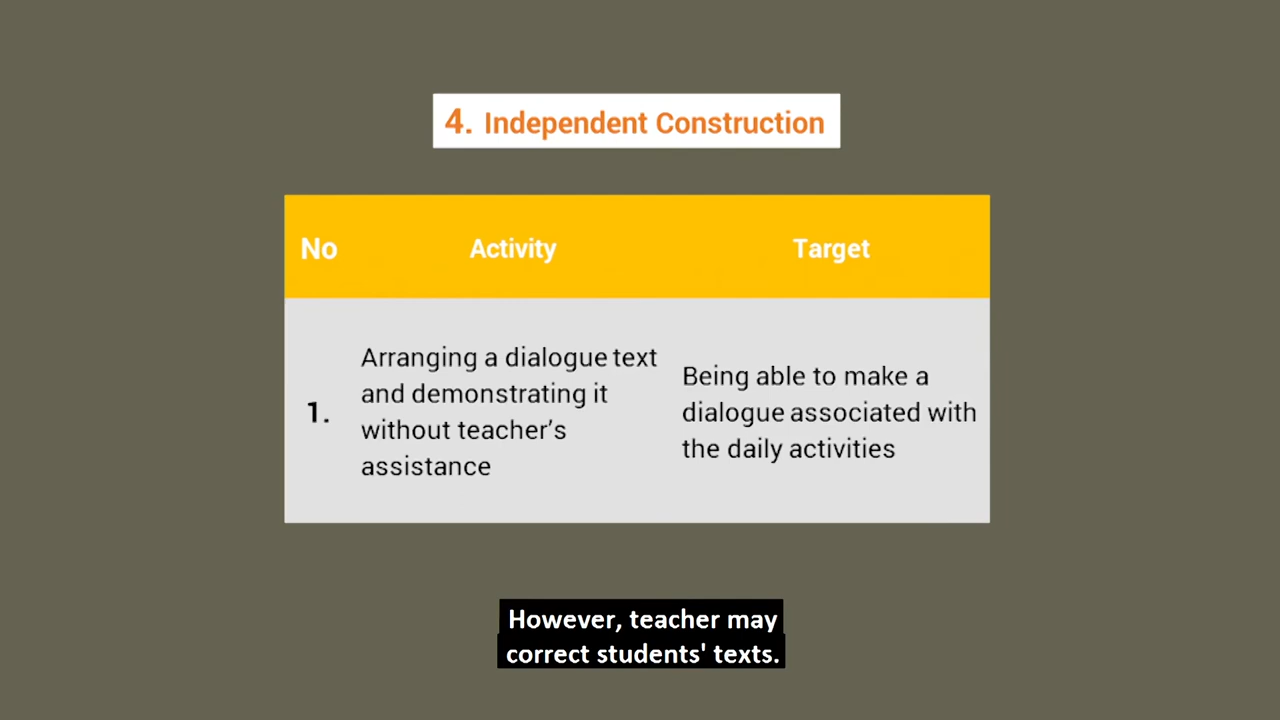 4. Independent Construction
No Activity Target
1.
Arranging a dialogue text
and demonstrating it
without teacher’s
assistance
Being able to make a
dialogue associated with
the daily activities
However, teacher may
correct students' texts.